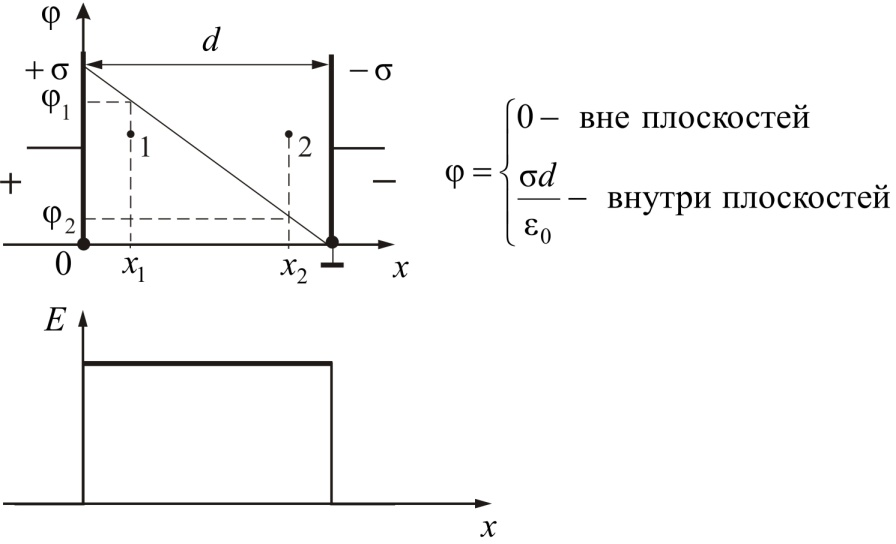 φ
d
+ σ
− σ
φ₁
1
2
+
−
φ₂
0
x₁
x₂
x
φ = { 0 − вне плоскостей
σd/ε₀ − внутри плоскостей
E
x